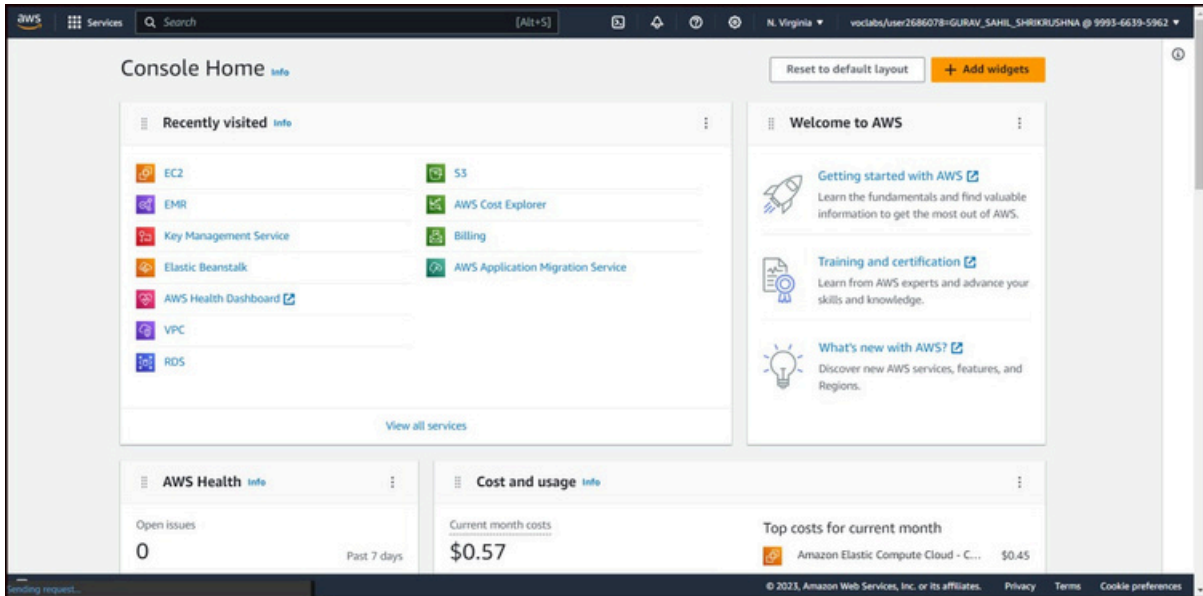 aws Services Search [Alt+S] N. Virginia voclabs/user2686078=GURAV_SAHIL_SHRIKRUSHNA @ 9993-6639-5962
Console Home Info
Reset to default layout
+ Add widgets
Recently visited Info
EC2
EMR
Key Management Service
Elastic Beanstalk
AWS Health Dashboard
VPC
RDS
S3
AWS Cost Explorer
Billing
AWS Application Migration Service
View all services
Welcome to AWS
Getting started with AWS
Learn the fundamentals and find valuable
information to get the most out of AWS.
Training and certification
Learn from AWS experts and advance your
skills and knowledge.
What's new with AWS?
Discover new AWS services, features, and
Regions.
AWS Health Info
Open issues
0
Past 7 days
Cost and usage Info
Current month costs
$0.57
Top costs for current month
Amazon Elastic Compute Cloud - C... $0.45
Sending request...
© 2023, Amazon Web Services, Inc. or its affiliates. Privacy Terms Cookie preferences